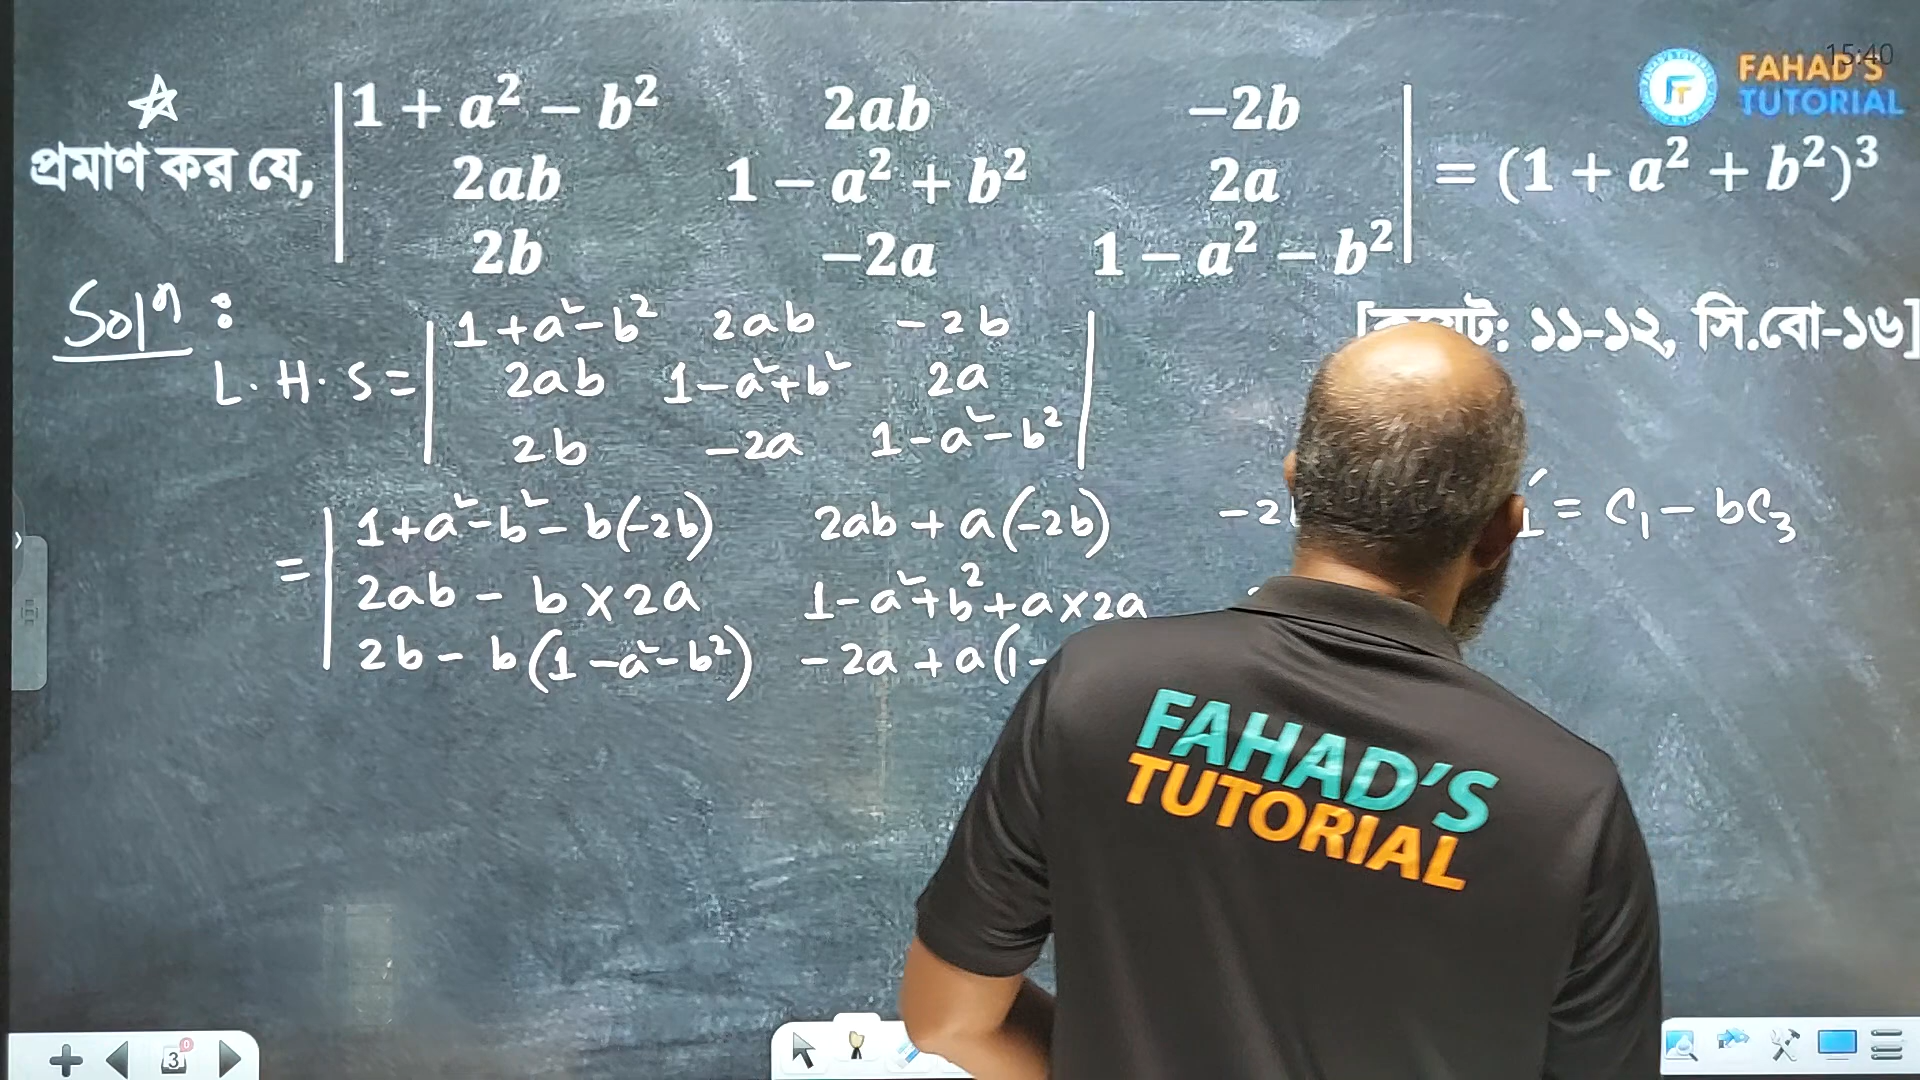 15:40
FAHAD'S
TUTORIAL
1 + a² − b² 2ab −2b
প্রমাণ কর যে, 2ab 1 − a² + b² 2a = (1 + a² + b²)³
2b −2a 1 − a² − b²
[কুয়েট: ১১-১২, সি.বো-১৬]
Solⁿ :
1+a²−b² 2ab −2b
L.H.S = 2ab 1−a²+b² 2a
2b −2a 1−a²−b²
1+a²−b²−b(−2b) 2ab+a(−2b) −2 = C₁−bC₃
= 2ab − b×2a 1−a²+b²+a×2a
2b − b(1−a²−b²) −2a+a(1−
FAHAD'S
TUTORIAL
3
0